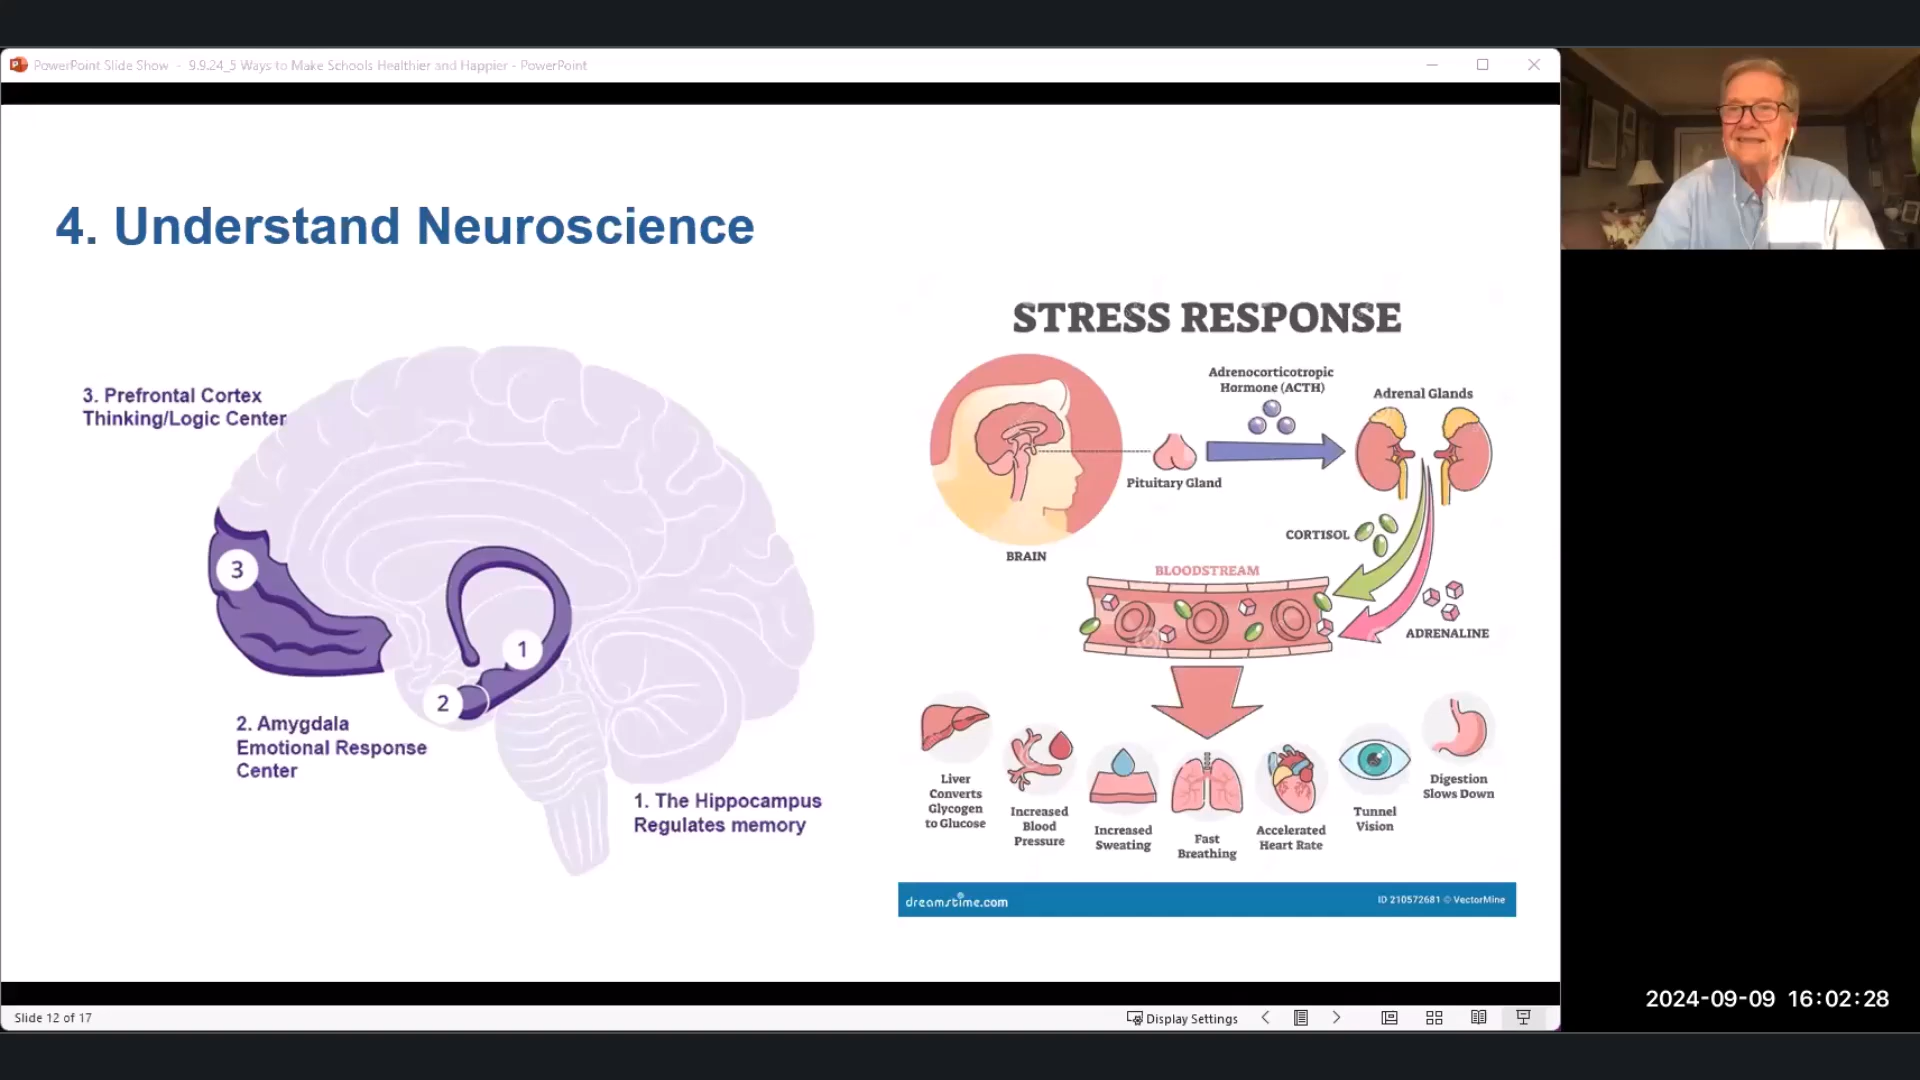 PowerPoint Slide Show - 9.9.24_5 Ways to Make Schools Healthier and Happier - PowerPoint
4. Understand Neuroscience
3. Prefrontal Cortex
Thinking/Logic Center
3
1
2
2. Amygdala
Emotional Response
Center
1. The Hippocampus
Regulates memory
STRESS RESPONSE
Adrenocorticotropic
Hormone (ACTH)
Adrenal Glands
Pituitary Gland
BRAIN
CORTISOL
BLOODSTREAM
ADRENALINE
Liver
Converts
Glycogen
to Glucose
Increased
Blood
Pressure
Increased
Sweating
Fast
Breathing
Accelerated
Heart Rate
Tunnel
Vision
Digestion
Slows Down
dreamstime.com
ID 210572681 © VectorMine
Slide 12 of 17
Display Settings
2024-09-09 16:02:28